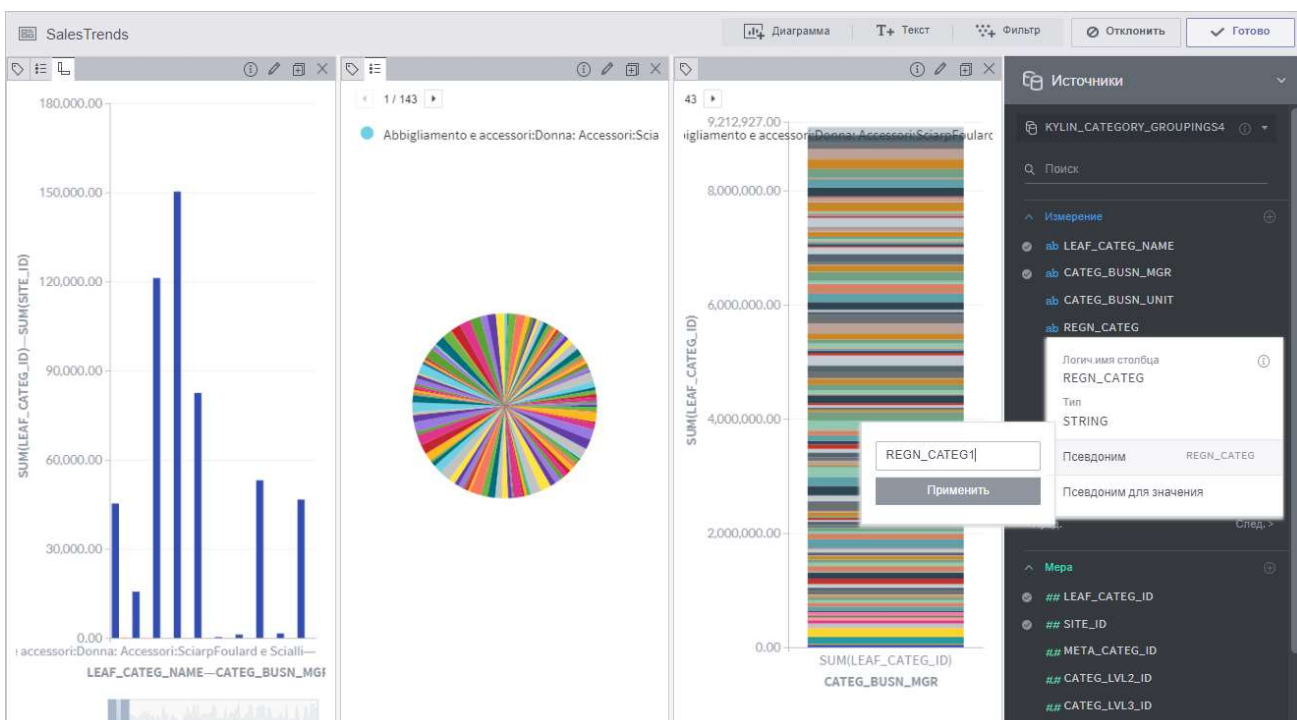 SalesTrends
Диаграмма
T+ Текст
Фильтр
Отклонить
Готово
180,000.00
150,000.00
120,000.00
90,000.00
60,000.00
30,000.00
0.00
SUM(LEAF_CATEG_ID)—SUM(SITE_ID)
accessori:Donna: Accessori:SciarpFoulard e Scialli—
LEAF_CATEG_NAME—CATEG_BUSN_MGR
1 / 143
Abbigliamento e accessori:Donna: Accessori:Scia
43
9,212,927.00
igliamento e accessori:Donna: Accessori:SciarpFoulard
8,000,000.00
6,000,000.00
4,000,000.00
2,000,000.00
0.00
SUM(LEAF_CATEG_ID)
SUM(LEAF_CATEG_ID)
CATEG_BUSN_MGR
Источники
KYLIN_CATEGORY_GROUPINGS4
Поиск
Измерение
ab LEAF_CATEG_NAME
ab CATEG_BUSN_MGR
ab CATEG_BUSN_UNIT
ab REGN_CATEG
Логич.имя столбца
REGN_CATEG
Тип
STRING
Псевдоним REGN_CATEG
Псевдоним для значения
REGN_CATEG1
Применить
След. >
Мера
## LEAF_CATEG_ID
## SITE_ID
## META_CATEG_ID
## CATEG_LVL2_ID
## CATEG_LVL3_ID